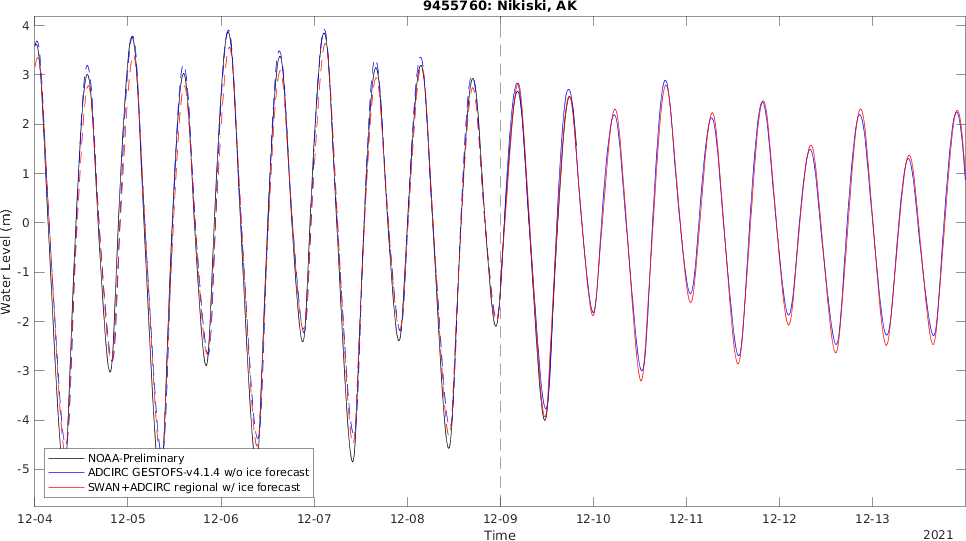 9455760: Nikiski, AK
4
3
2
1
0
-1
-2
-3
-4
-5
Water Level (m)
NOAA-Preliminary
ADCIRC GESTOFS-v4.1.4 w/o ice forecast
SWAN+ADCIRC regional w/ ice forecast
12-04 12-05 12-06 12-07 12-08 12-09 12-10 12-11 12-12 12-13
Time
2021